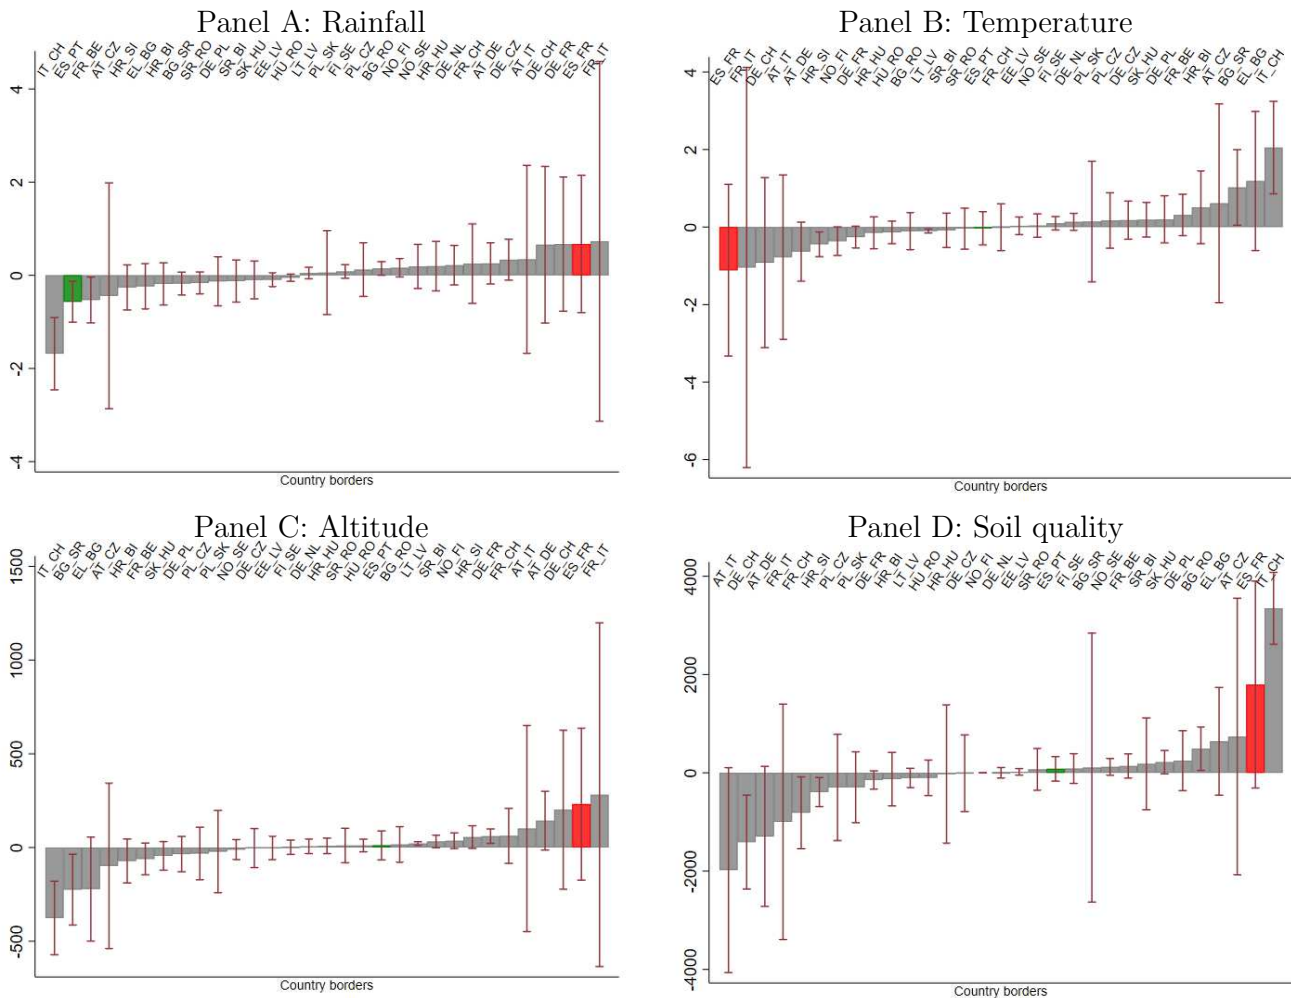 Panel A: Rainfall
IT_CH ES_PT FR_BE AT_CZ HR_SI EL_BG HR_BI BG_SR SR_RO DE_PL SR_BI SK_HU EE_LV HU_RO LT_LV PL_SK FI_SE PL_CZ BG_RO NO_FI NO_SE HR_HU DE_NL FR_CH AT_DE DE_CZ AT_IT DE_CH DE_FR ES_FR FR_IT
4
2
0
-2
-4
Country borders
Panel B: Temperature
ES_FR FR_IT DE_CH AT_IT AT_DE HR_SI NO_FI DE_FR HR_HU HU_RO BG_RO LT_LV SR_BI SR_RO ES_PT FR_CH EE_LV NO_SE FI_SE DE_NL PL_SK PL_CZ DE_CZ SK_HU DE_PL FR_BE HR_BI AT_CZ BG_SR EL_BG IT_CH
4
2
0
-2
-4
-6
Country borders
Panel C: Altitude
IT_CH BG_SR EL_BG AT_CZ HR_BI FR_BE SK_HU DE_PL PL_CZ PL_SK NO_SE DE_CZ EE_LV FI_SE DE_NL HR_HU SR_RO HU_RO ES_PT BG_RO LT_LV SR_BI NO_FI HR_SI DE_FR FR_CH AT_IT AT_DE DE_CH ES_FR FR_IT
1500
1000
500
0
-500
Country borders
Panel D: Soil quality
AT_IT DE_CH AT_DE FR_IT FR_CH HR_SI PL_CZ PL_SK DE_FR HR_BI LT_LV HU_RO HR_HU DE_CZ NO_FI DE_NL EE_LV SR_RO ES_PT FI_SE BG_SR NO_SE FR_BE SR_BI SK_HU DE_PL BG_RO EL_BG AT_CZ ES_FR IT_CH
4000
2000
0
-2000
-4000
Country borders